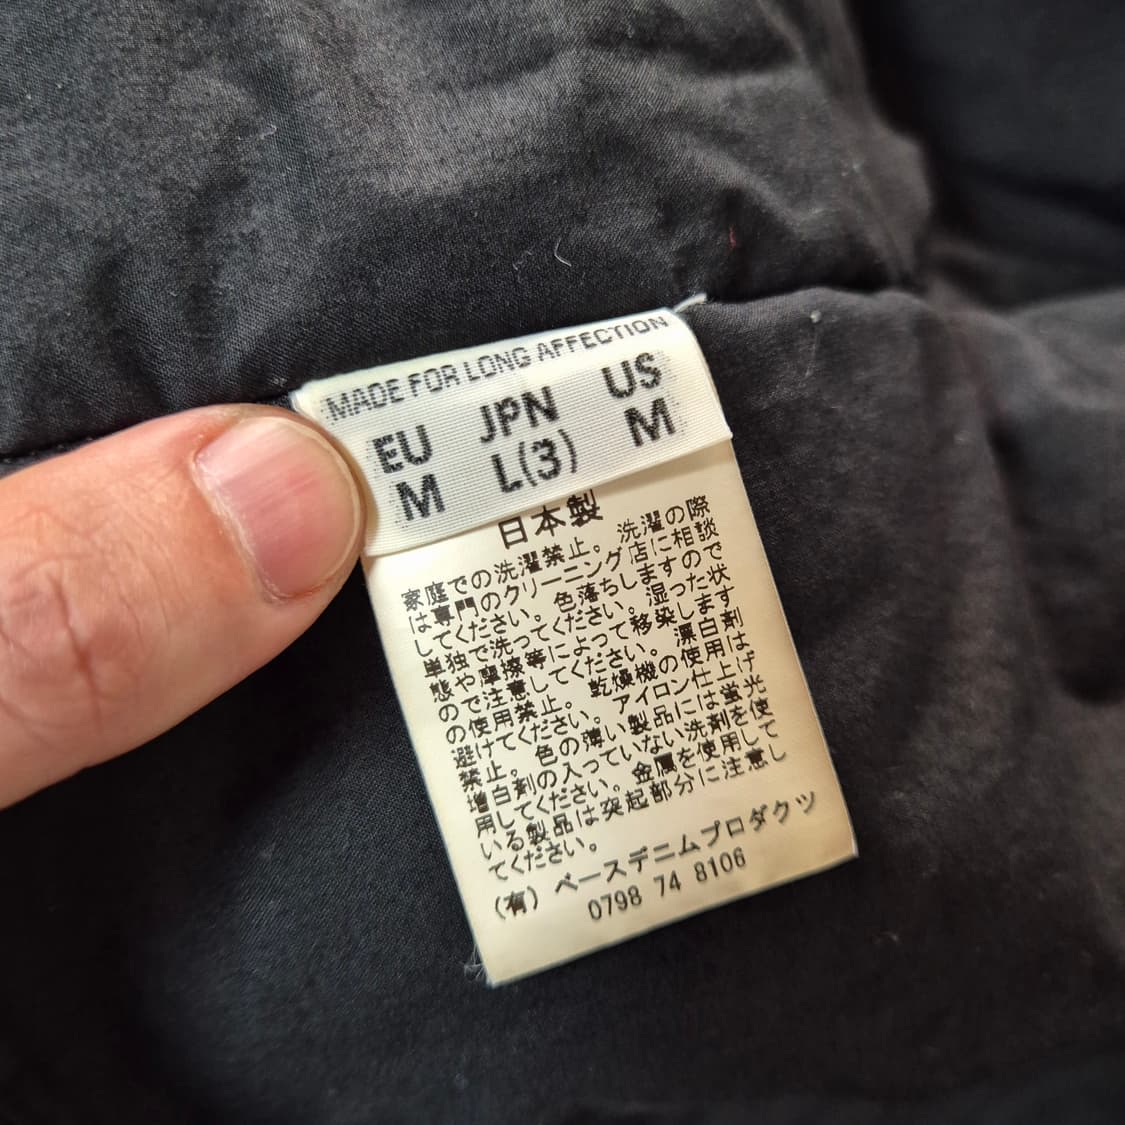 MADE FOR LONG AFFECTION
EU JPN US
M L(3) M
日本製
家庭での洗濯禁止。洗濯の際
は専門のクリーニング店に相談
してください。色落ちしますので
単独で洗ってください。湿った状
態や摩擦等によって移染します
ので注意してください。漂白剤
の使用禁止。乾燥機の使用は
避けてください。アイロン仕上げ
禁止。色の薄い製品には蛍光
増白剤の入っていない洗剤を使
用してください。金属を使用して
いる製品は突起部分に注意し
てください。
(有) ベースデニムプロダクツ
0798 74 8106